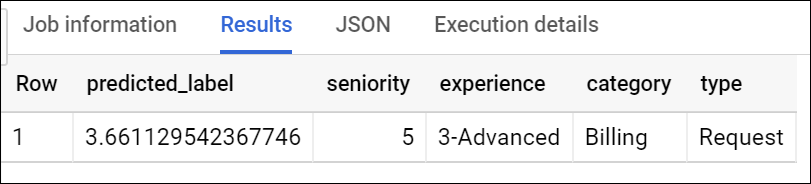 Job information Results JSON Execution details
Row predicted_label seniority experience category type
1 3.661129542367746 5 3-Advanced Billing Request